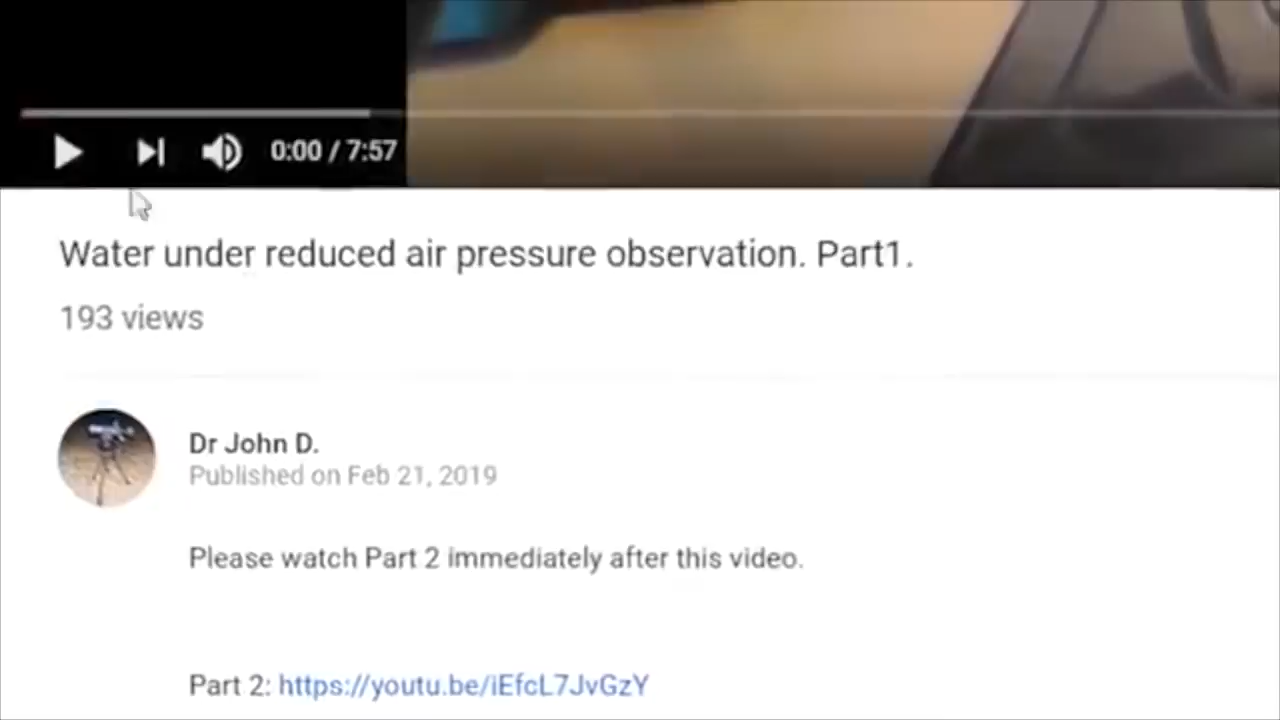 0:00 / 7:57
Water under reduced air pressure observation. Part1.
193 views
Dr John D.
Published on Feb 21, 2019
Please watch Part 2 immediately after this video.
Part 2: https://youtu.be/iEfcL7JvGzY